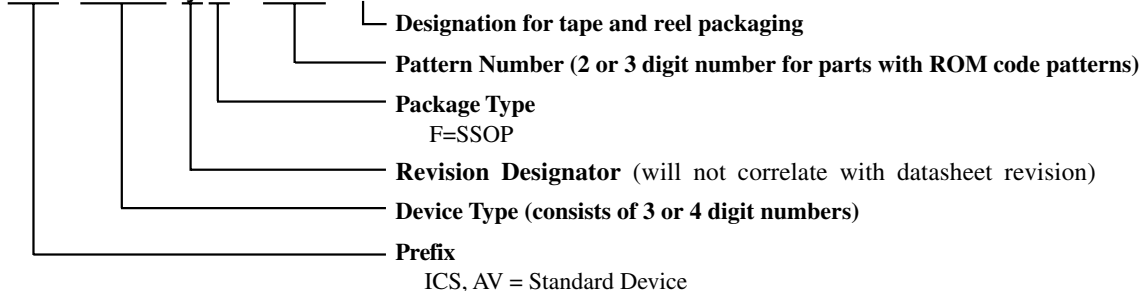 Designation for tape and reel packaging
Pattern Number (2 or 3 digit number for parts with ROM code patterns)
Package Type
F=SSOP
Revision Designator (will not correlate with datasheet revision)
Device Type (consists of 3 or 4 digit numbers)
Prefix
ICS, AV = Standard Device